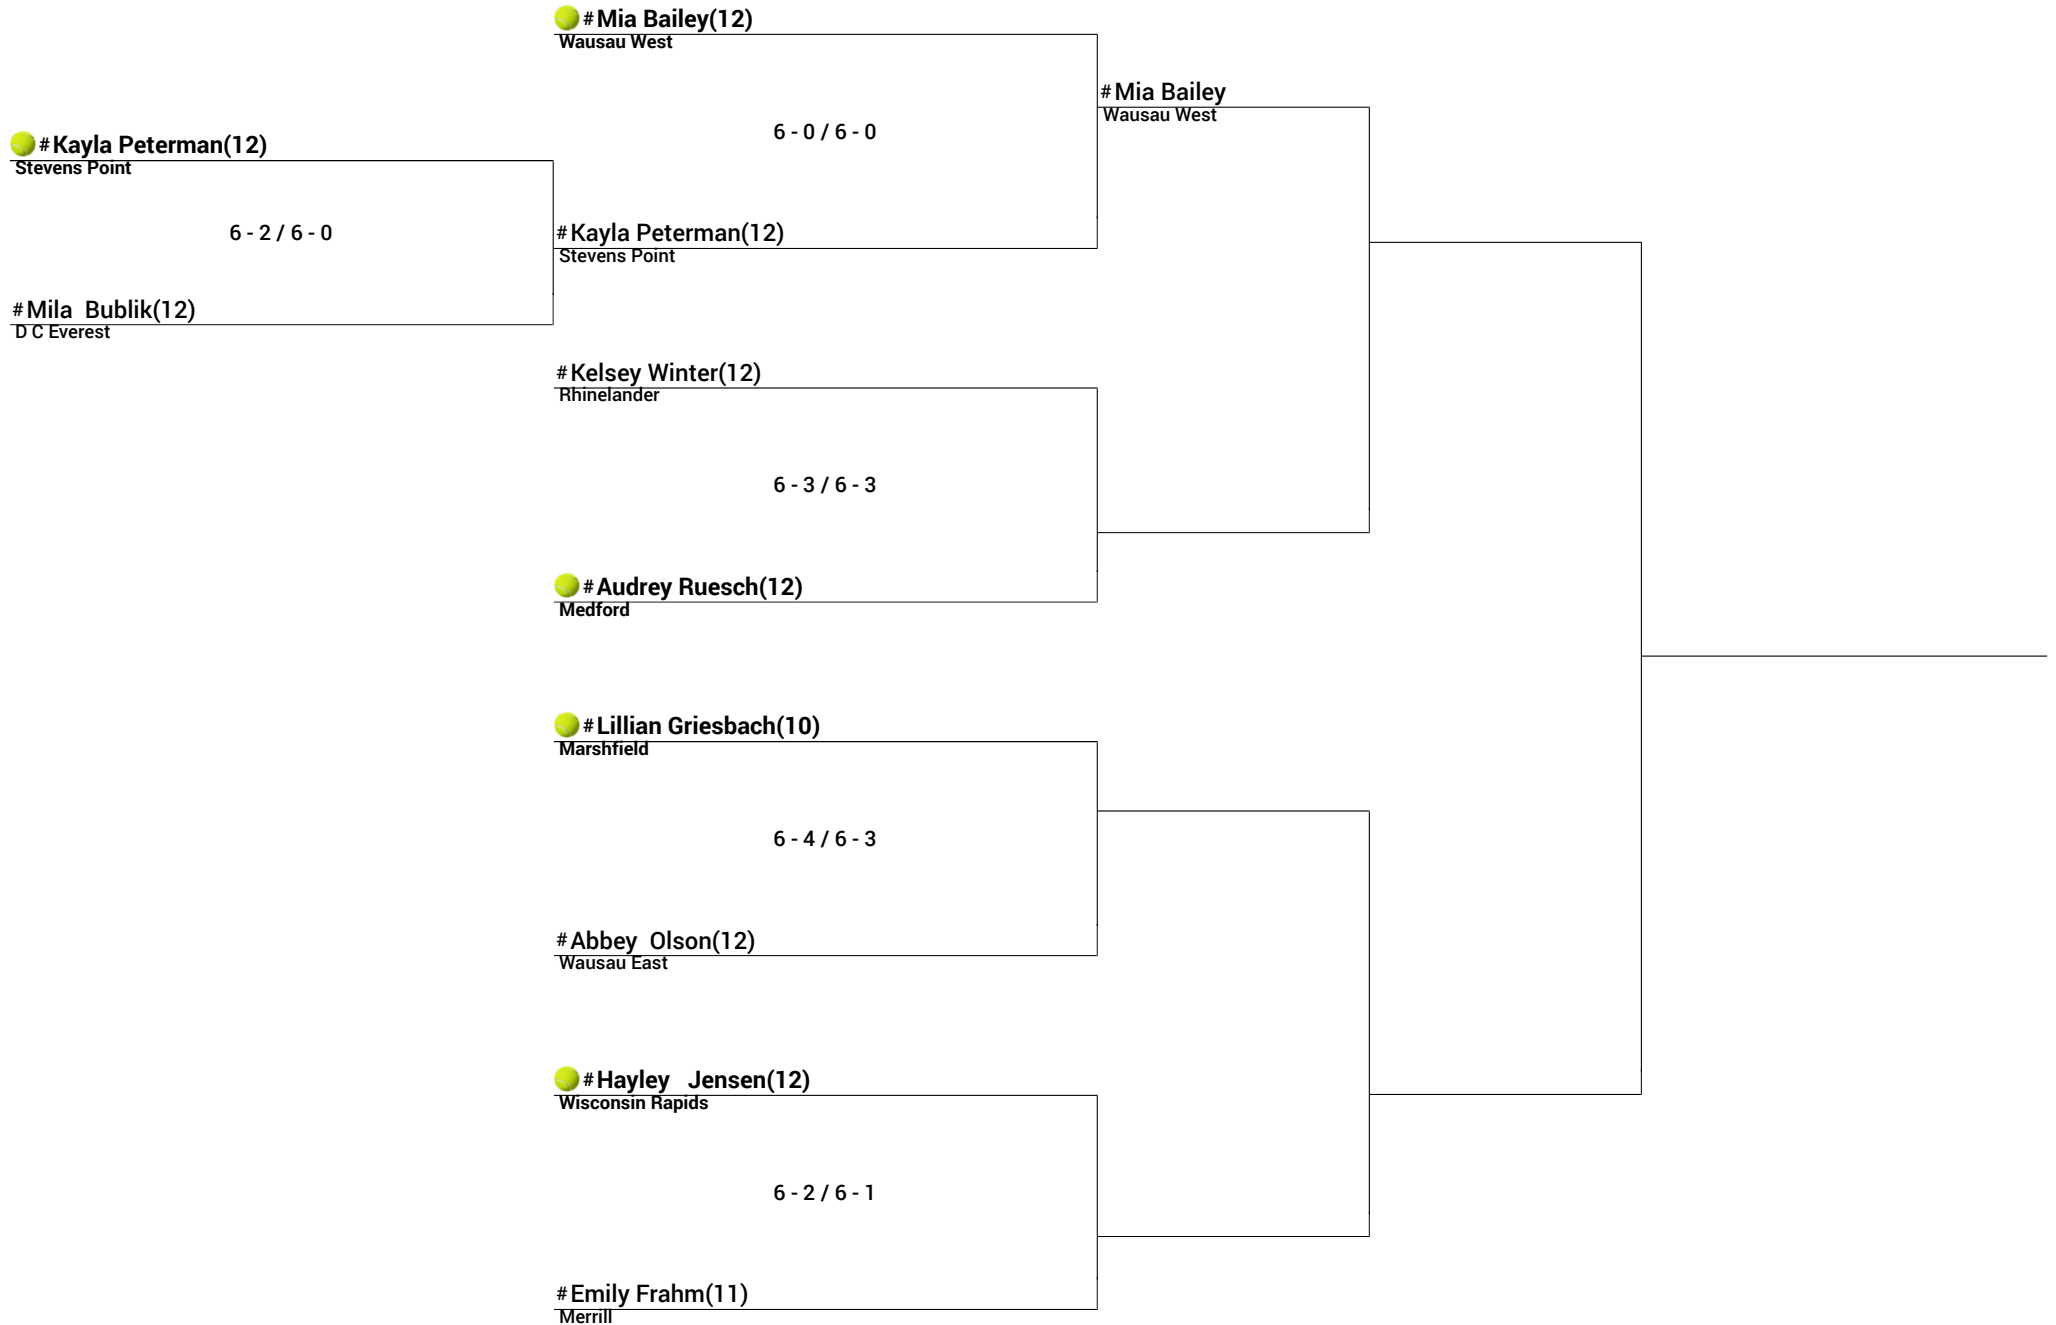 #Mia Bailey(12)
Wausau West
#Mia Bailey
Wausau West
6 - 0 / 6 - 0
#Kayla Peterman(12)
Stevens Point
6 - 2 / 6 - 0
#Kayla Peterman(12)
Stevens Point
#Mila  Bublik(12)
D C Everest
#Kelsey Winter(12)
Rhinelander
6 - 3 / 6 - 3
#Audrey Ruesch(12)
Medford
#Lillian Griesbach(10)
Marshfield
6 - 4 / 6 - 3
#Abbey  Olson(12)
Wausau East
#Hayley   Jensen(12)
Wisconsin Rapids
6 - 2 / 6 - 1
#Emily Frahm(11)
Merrill